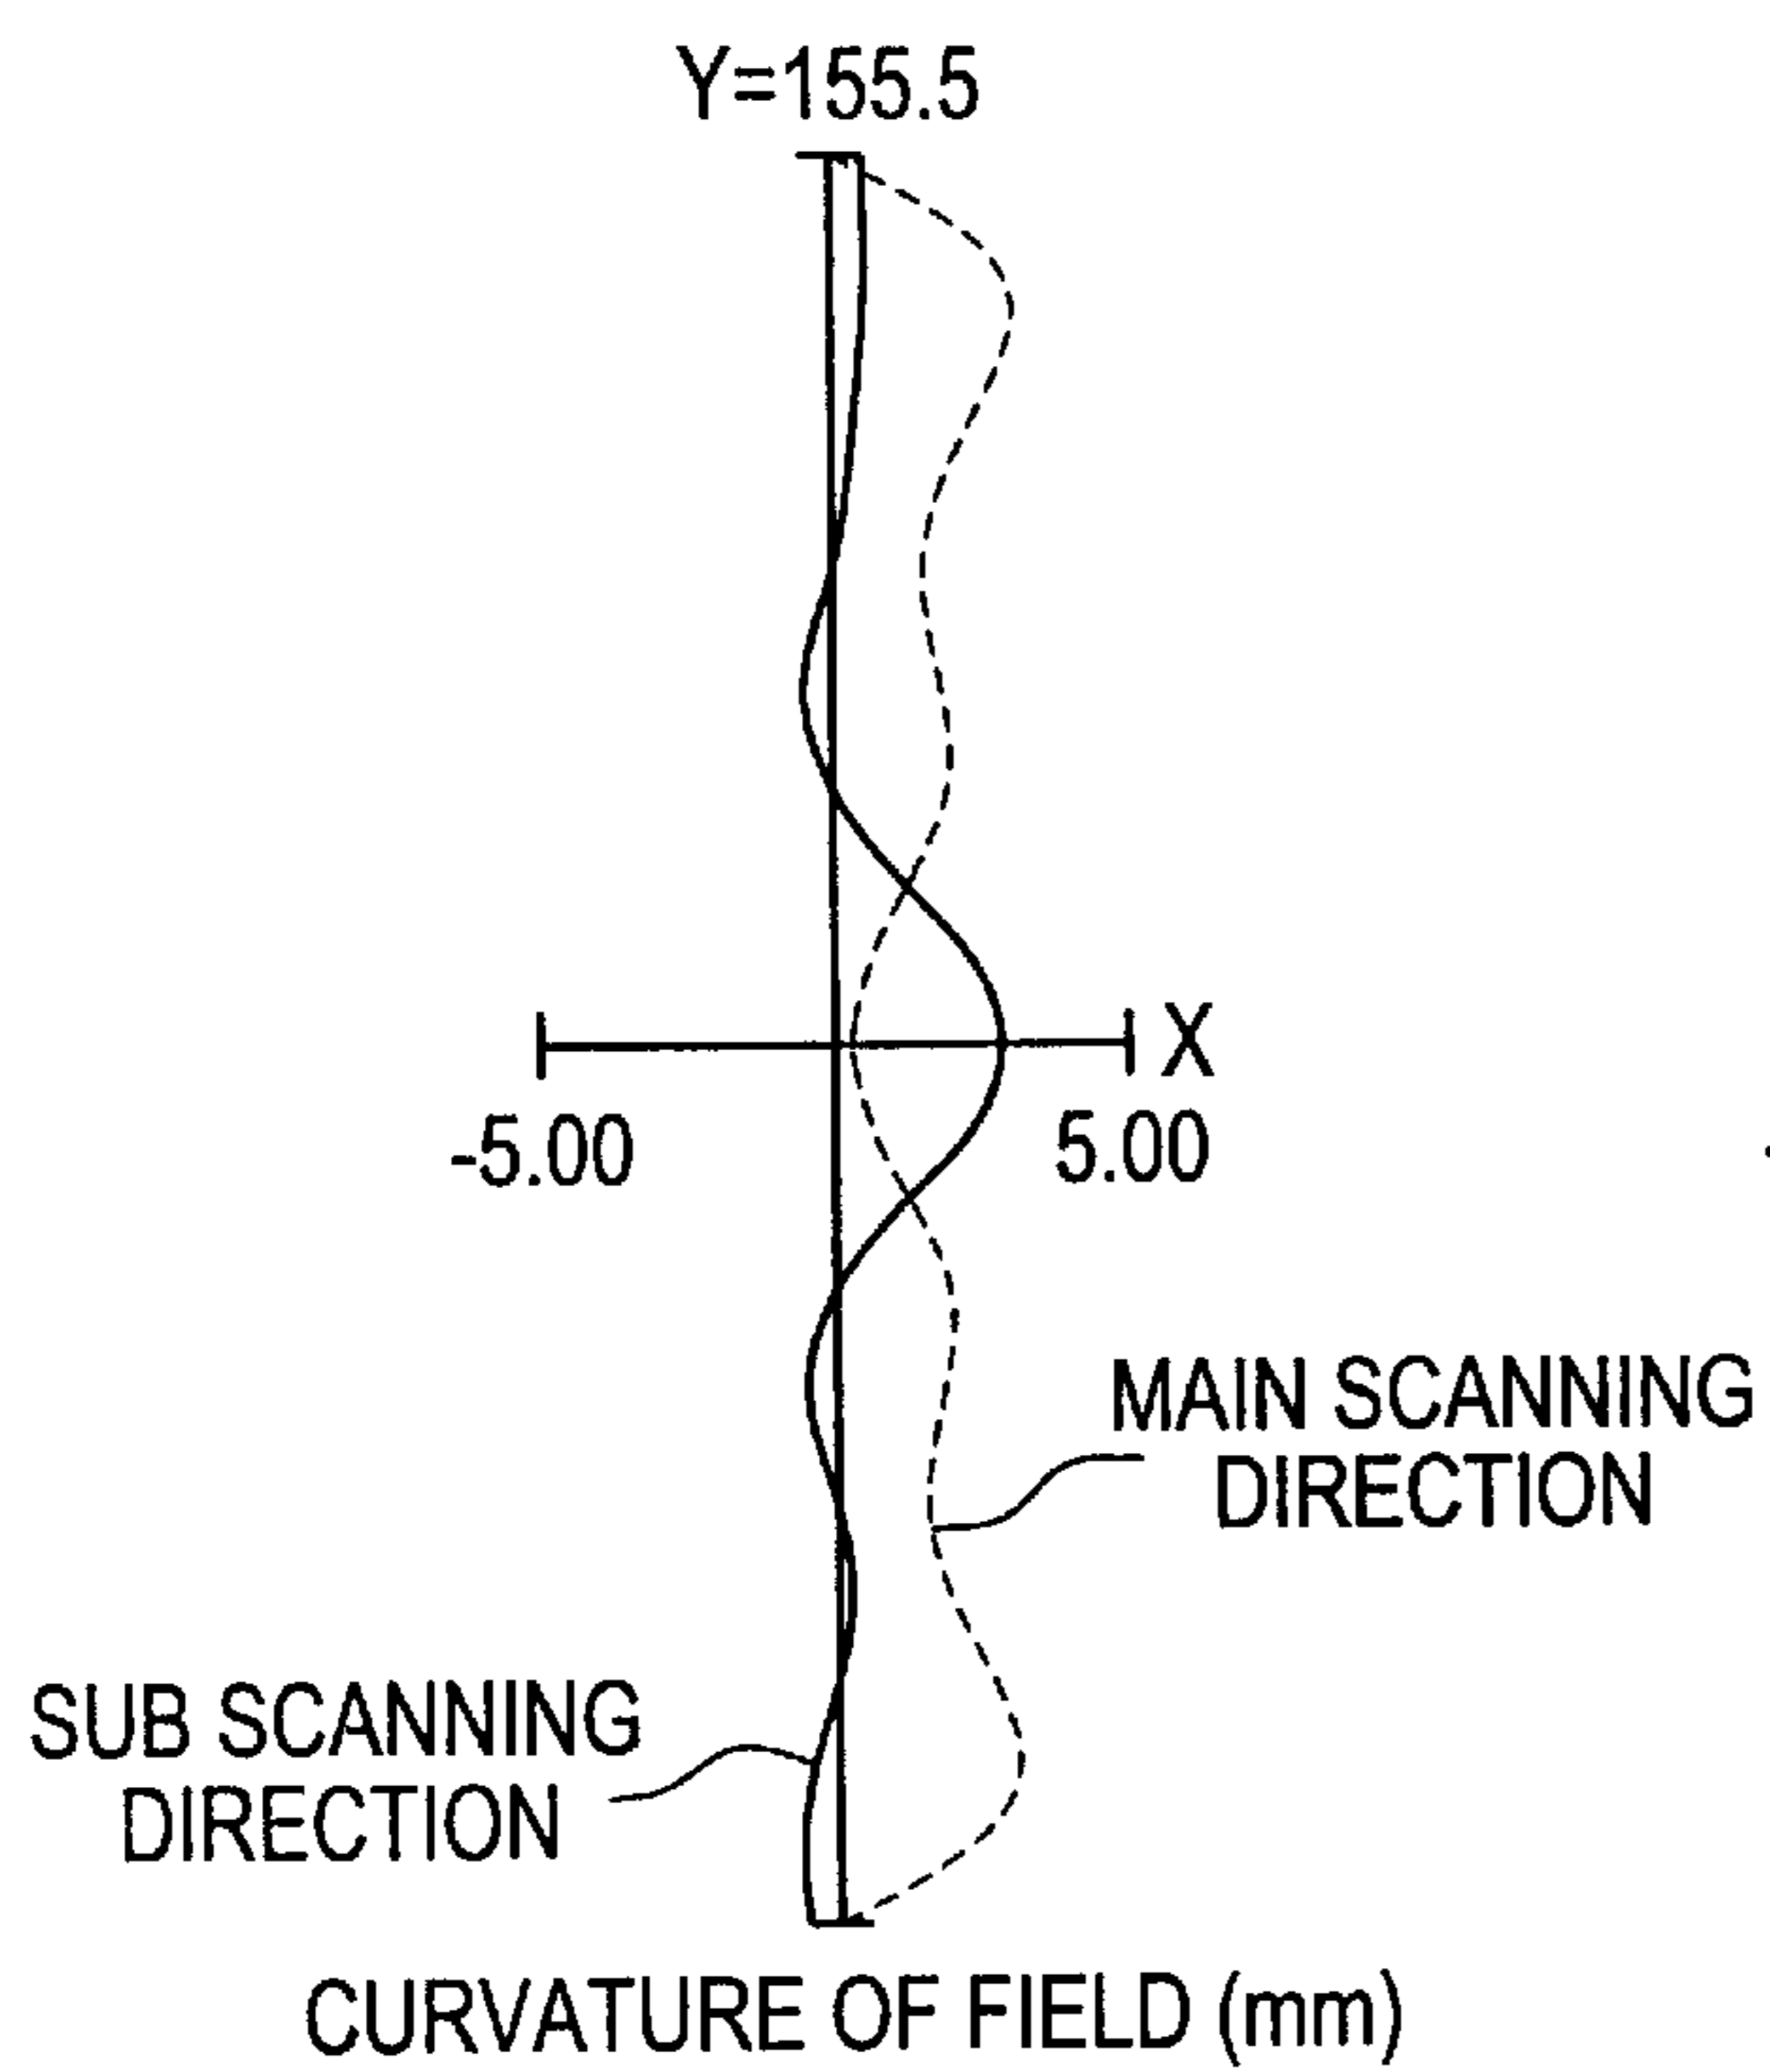 Y=155.5
X
-5.00
5.00
MAIN SCANNING
DIRECTION
SUB SCANNING
DIRECTION
CURVATURE OF FIELD (mm)